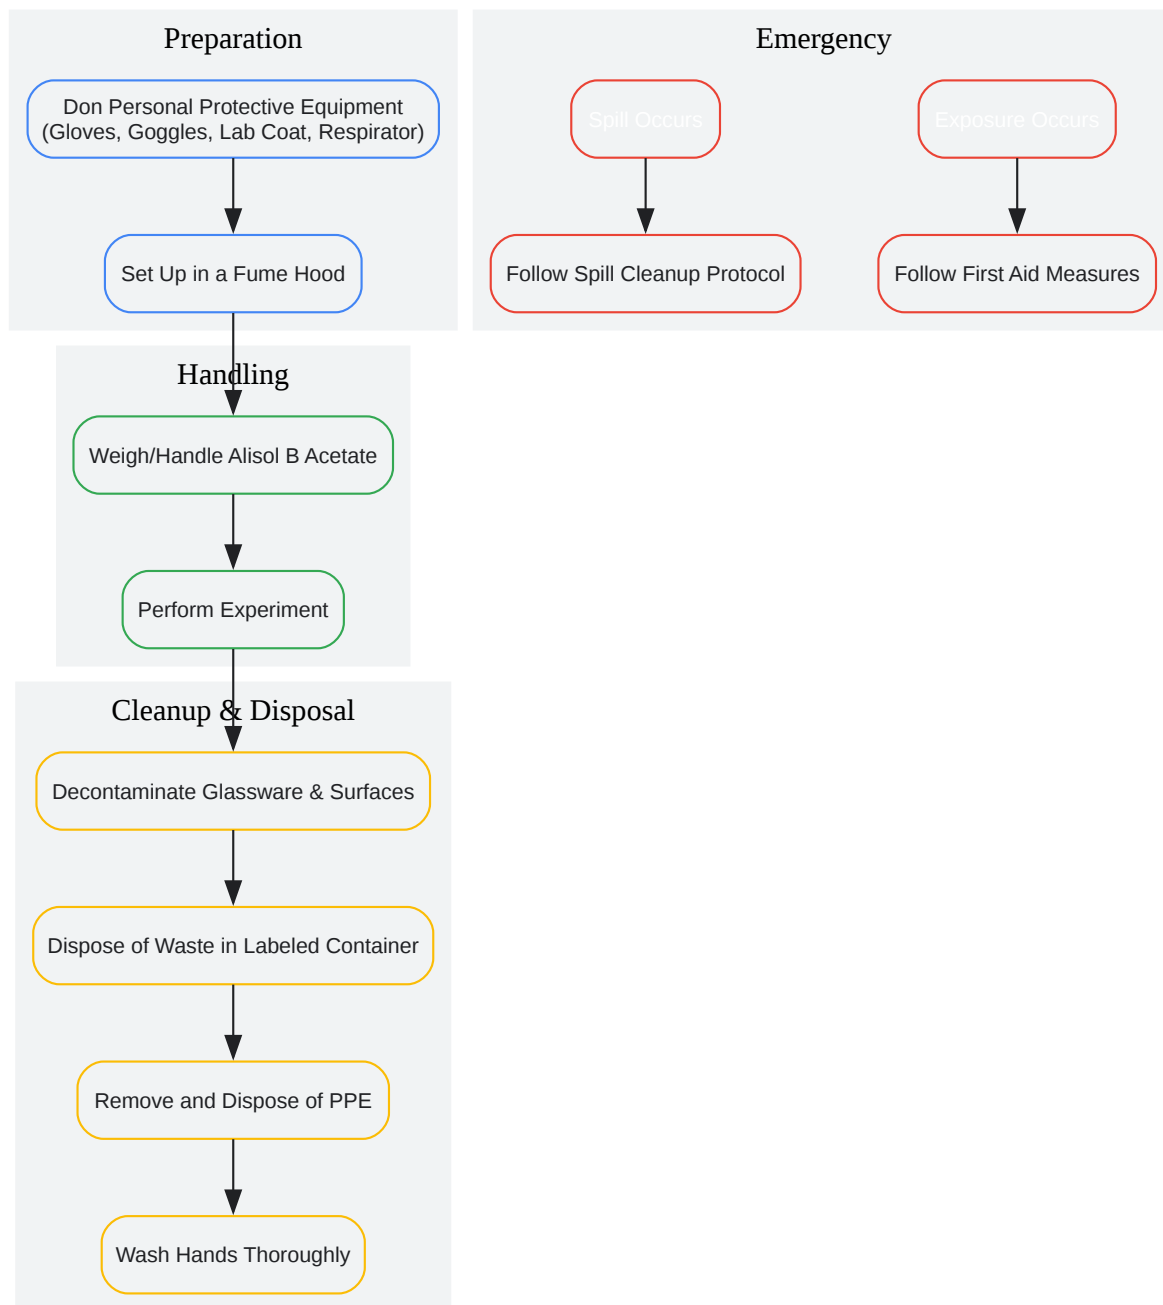 Preparation
Don Personal Protective Equipment
(Gloves, Goggles, Lab Coat, Respirator)
Set Up in a Fume Hood
Handling
Weigh/Handle Alisol B Acetate
Perform Experiment
Cleanup & Disposal
Decontaminate Glassware & Surfaces
Dispose of Waste in Labeled Container
Remove and Dispose of PPE
Wash Hands Thoroughly
Emergency
Spill Occurs
Follow Spill Cleanup Protocol
Exposure Occurs
Follow First Aid Measures